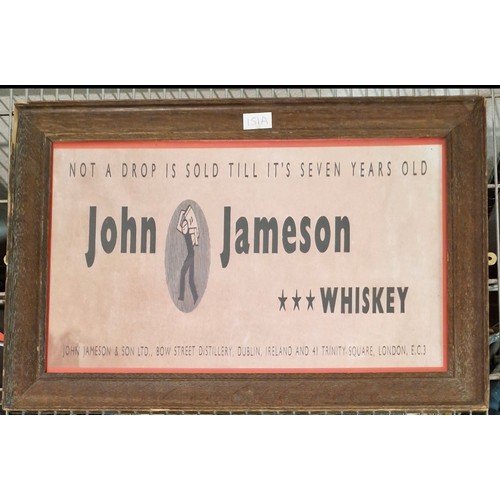 151A
NOT A DROP IS SOLD TILL IT'S SEVEN YEARS OLD
John Jameson
★★★ WHISKEY
JOHN JAMESON & SON LTD., BOW STREET DISTILLERY, DUBLIN, IRELAND AND 41 TRINITY-SQUARE, LONDON, E.C.3